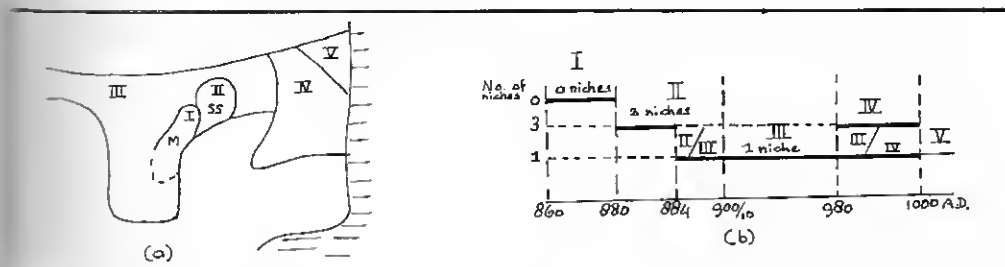 III
I
II
SS
M
IV
V
(a)
I
No. of niches
0 niches
0
II
3 niches
3
II / III
III
1 niche
IV
III / IV
V
1
860 880 884 900/10 980 1000 A.D.
(b)